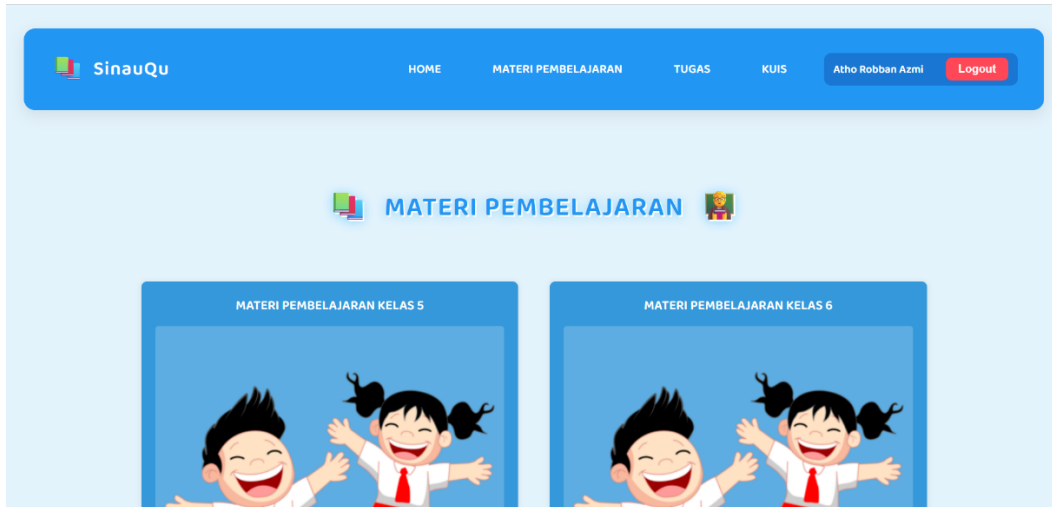 SinauQu
HOME MATERI PEMBELAJARAN TUGAS KUIS Atho Robban Azmi Logout
MATERI PEMBELAJARAN
MATERI PEMBELAJARAN KELAS 5
MATERI PEMBELAJARAN KELAS 6